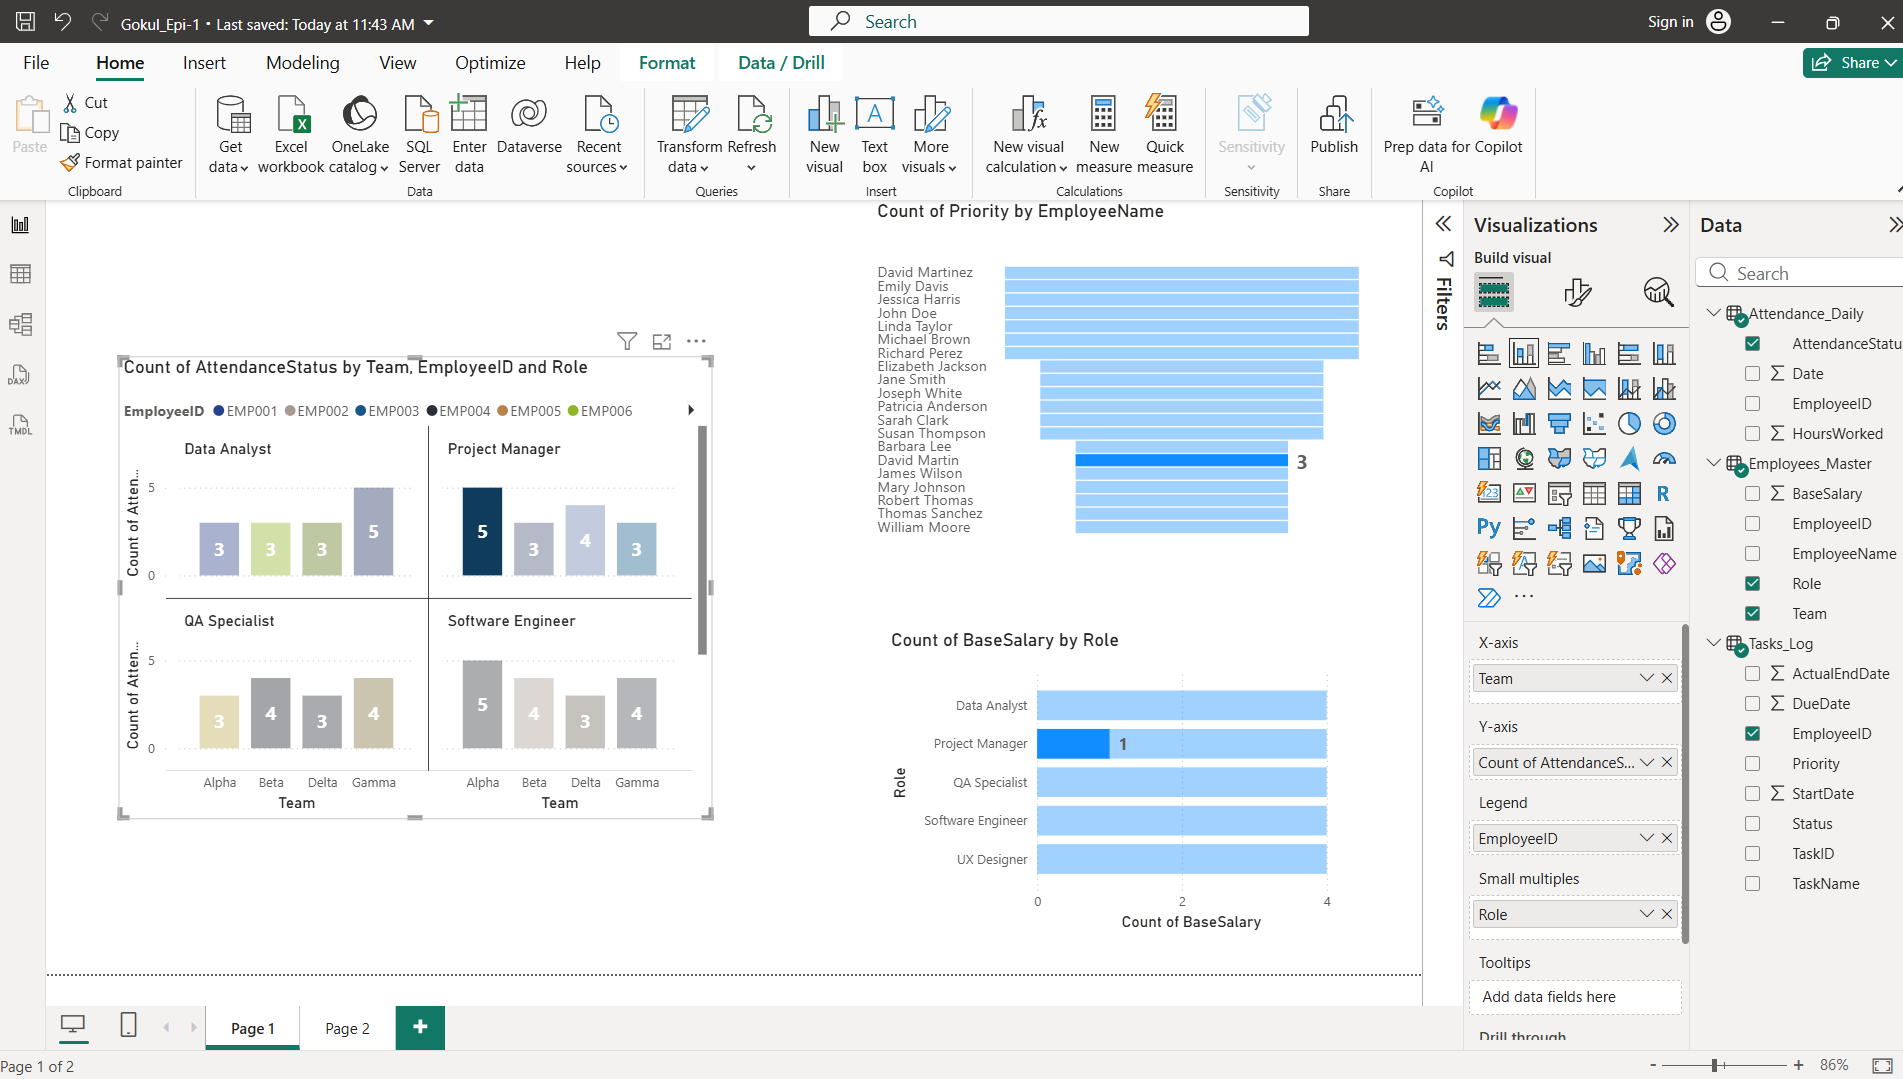 Gokul_Epi-1 • Last saved: Today at 11:43 AM
Search
Sign in
File Home Insert Modeling View Optimize Help Format Data / Drill
Share
Paste
Cut
Copy
Format painter
Clipboard
Get data
Excel workbook
OneLake catalog
SQL Server
Enter data
Dataverse
Recent sources
Data
Transform data
Refresh
Queries
New visual
Text box
More visuals
Insert
New visual calculation
New measure
Quick measure
Calculations
Sensitivity
Sensitivity
Publish
Share
Prep data for AI
Copilot
Copilot
DAX
TMDL
Count of AttendanceStatus by Team, EmployeeID and Role
EmployeeID EMP001 EMP002 EMP003 EMP004 EMP005 EMP006
Data Analyst
Project Manager
Count of Atten...
5
0
3 3 3 5
5 3 4 3
QA Specialist
Software Engineer
Count of Atten...
5
0
3 4 3 4
5 4 3 4
Alpha Beta Delta Gamma
Alpha Beta Delta Gamma
Team
Team
Count of Priority by EmployeeName
David Martinez
Emily Davis
Jessica Harris
John Doe
Linda Taylor
Michael Brown
Richard Perez
Elizabeth Jackson
Jane Smith
Joseph White
Patricia Anderson
Sarah Clark
Susan Thompson
Barbara Lee
David Martin 3
James Wilson
Mary Johnson
Robert Thomas
Thomas Sanchez
William Moore
Count of BaseSalary by Role
Role
Data Analyst
Project Manager 1
QA Specialist
Software Engineer
UX Designer
0 2 4
Count of BaseSalary
Filters
Visualizations
Build visual
123
R
Py
X-axis
Team
Y-axis
Count of AttendanceS...
Legend
EmployeeID
Small multiples
Role
Tooltips
Add data fields here
Drill through
Data
Search
Attendance_Daily
AttendanceStatu
Date
EmployeeID
HoursWorked
Employees_Master
BaseSalary
EmployeeID
EmployeeName
Role
Team
Tasks_Log
ActualEndDate
DueDate
EmployeeID
Priority
StartDate
Status
TaskID
TaskName
Page 1
Page 2
Page 1 of 2
86%